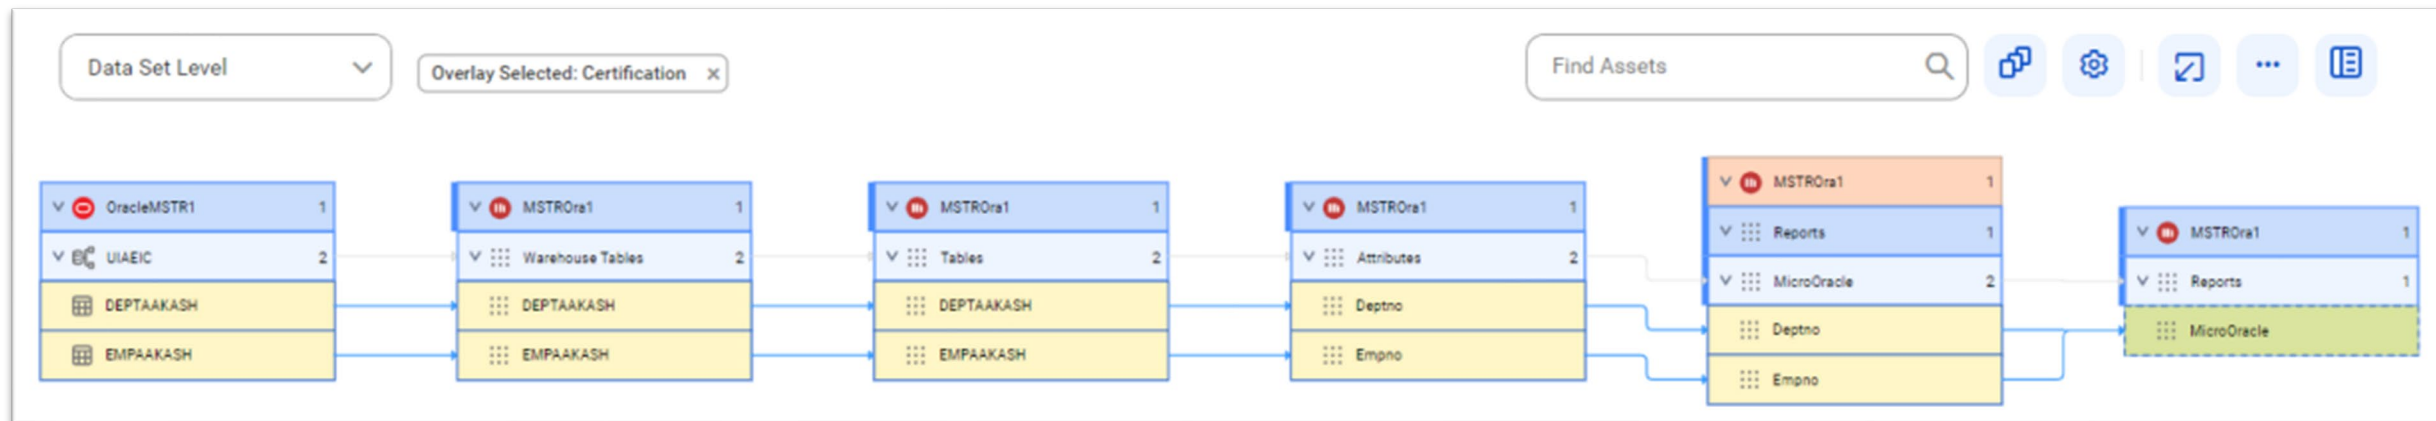 Data Set Level
Overlay Selected: Certification ×
Find Assets
OracleMSTR1 1
UIAEIC 2
DEPTAAKASH
EMPAAKASH
MSTROra1 1
Warehouse Tables 2
DEPTAAKASH
EMPAAKASH
MSTROra1 1
Tables 2
DEPTAAKASH
EMPAAKASH
MSTROra1 1
Attributes 2
Deptno
Empno
MSTROra1 1
Reports 1
MicroOracle 2
Deptno
Empno
MSTROra1 1
Reports 1
MicroOracle